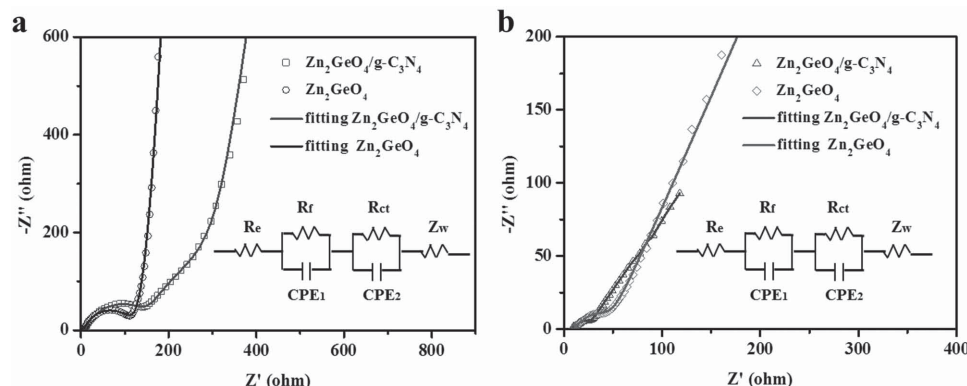 a
600
400
200
0
0 200 400 600 800
-Z'' (ohm)
Z' (ohm)
Zn₂GeO₄/g-C₃N₄
Zn₂GeO₄
fitting Zn₂GeO₄/g-C₃N₄
fitting Zn₂GeO₄
Re Rf Rct Zw
CPE₁ CPE₂
b
200
150
100
50
0
0 100 200 300 400
-Z'' (ohm)
Z' (ohm)
Zn₂GeO₄/g-C₃N₄
Zn₂GeO₄
fitting Zn₂GeO₄/g-C₃N₄
fitting Zn₂GeO₄
Re Rf Rct Zw
CPE₁ CPE₂